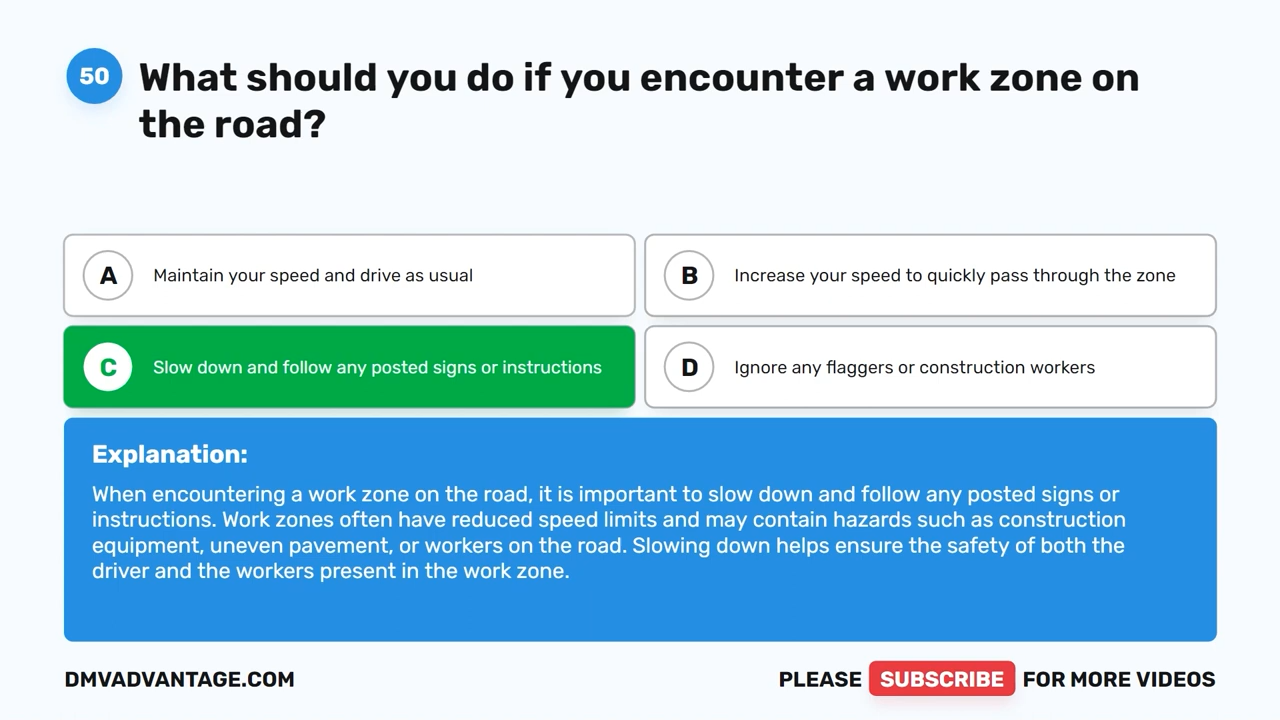 50
What should you do if you encounter a work zone on
the road?
A
Maintain your speed and drive as usual
B
Increase your speed to quickly pass through the zone
C
Slow down and follow any posted signs or instructions
D
Ignore any flaggers or construction workers
Explanation:
When encountering a work zone on the road, it is important to slow down and follow any posted signs or
instructions. Work zones often have reduced speed limits and may contain hazards such as construction
equipment, uneven pavement, or workers on the road. Slowing down helps ensure the safety of both the
driver and the workers present in the work zone.
DMVADVANTAGE.COM
PLEASE SUBSCRIBE FOR MORE VIDEOS